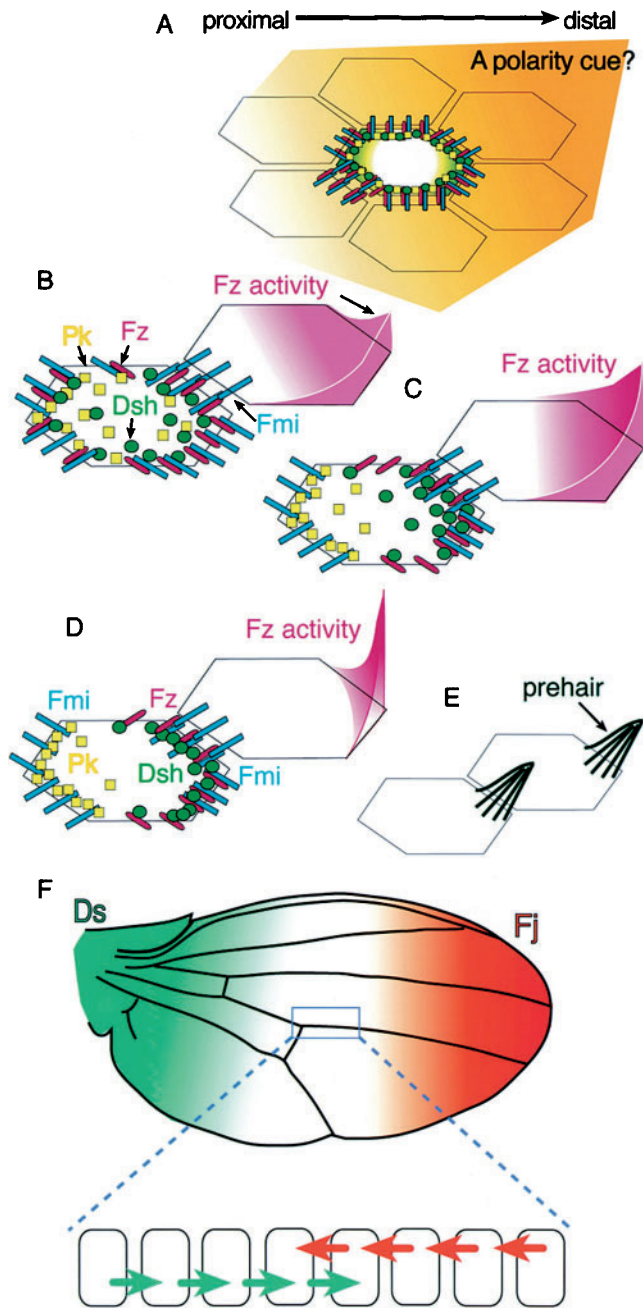 A
proximal
distal
A polarity cue?
B
Fz activity
Pk
Fz
Dsh
Fmi
C
Fz activity
D
Fz activity
Fmi
Fz
Pk
Dsh
Fmi
E
prehair
F
Ds
Fj